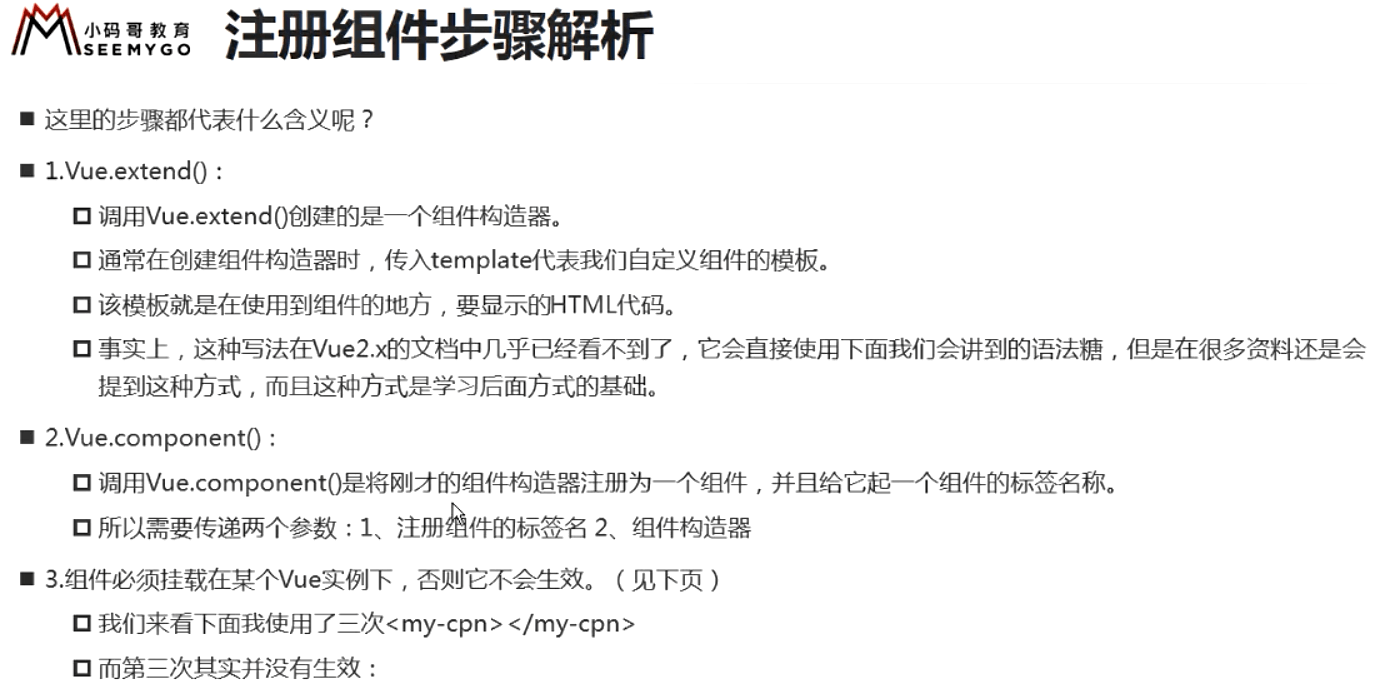 小码哥教育
SEEMYGO
注册组件步骤解析
这里的步骤都代表什么含义呢？
1.Vue.extend()：
调用Vue.extend()创建的是一个组件构造器。
通常在创建组件构造器时，传入template代表我们自定义组件的模板。
该模板就是在使用到组件的地方，要显示的HTML代码。
事实上，这种写法在Vue2.x的文档中几乎已经看不到了，它会直接使用下面我们会讲到的语法糖，但是在很多资料还是会
提到这种方式，而且这种方式是学习后面方式的基础。
2.Vue.component()：
调用Vue.component()是将刚才的组件构造器注册为一个组件，并且给它起一个组件的标签名称。
所以需要传递两个参数：1、注册组件的标签名 2、组件构造器
3.组件必须挂载在某个Vue实例下，否则它不会生效。（见下页）
我们来看下面我使用了三次<my-cpn></my-cpn>
而第三次其实并没有生效：